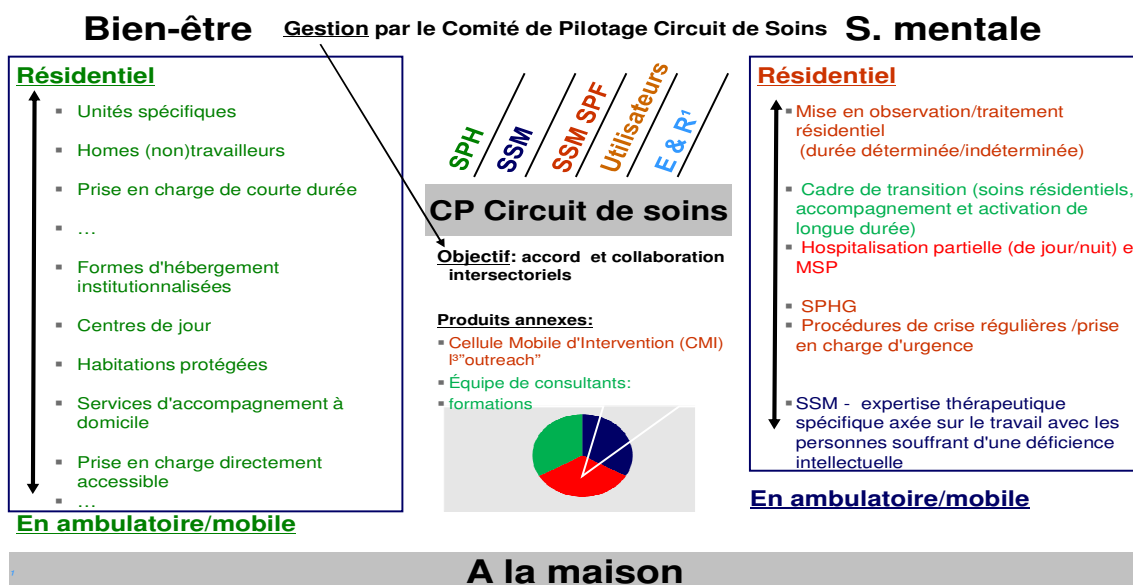 Bien-être
Gestion par le Comité de Pilotage Circuit de Soins
S. mentale
Résidentiel
Unités spécifiques
Homes (non)travailleurs
Prise en charge de courte durée
…
Formes d'hébergement
institutionnalisées
Centres de jour
Habitations protégées
Services d'accompagnement à
domicile
Prise en charge directement
accessible
…
En ambulatoire/mobile
SPH
SSM
SSM SPF
Utilisateurs
E & R¹
CP Circuit de soins
Objectif: accord et collaboration
intersectoriels
Produits annexes:
Cellule Mobile d'Intervention (CMI)
l³”outreach”
Équipe de consultants:
formations
Résidentiel
Mise en observation/traitement
résidentiel
(durée déterminée/indéterminée)
Cadre de transition (soins résidentiels,
accompagnement et activation de
longue durée)
Hospitalisation partielle (de jour/nuit) e
MSP
SPHG
Procédures de crise régulières /prise
en charge d'urgence
SSM - expertise thérapeutique
spécifique axée sur le travail avec les
personnes souffrant d'une déficience
intellectuelle
En ambulatoire/mobile
A la maison